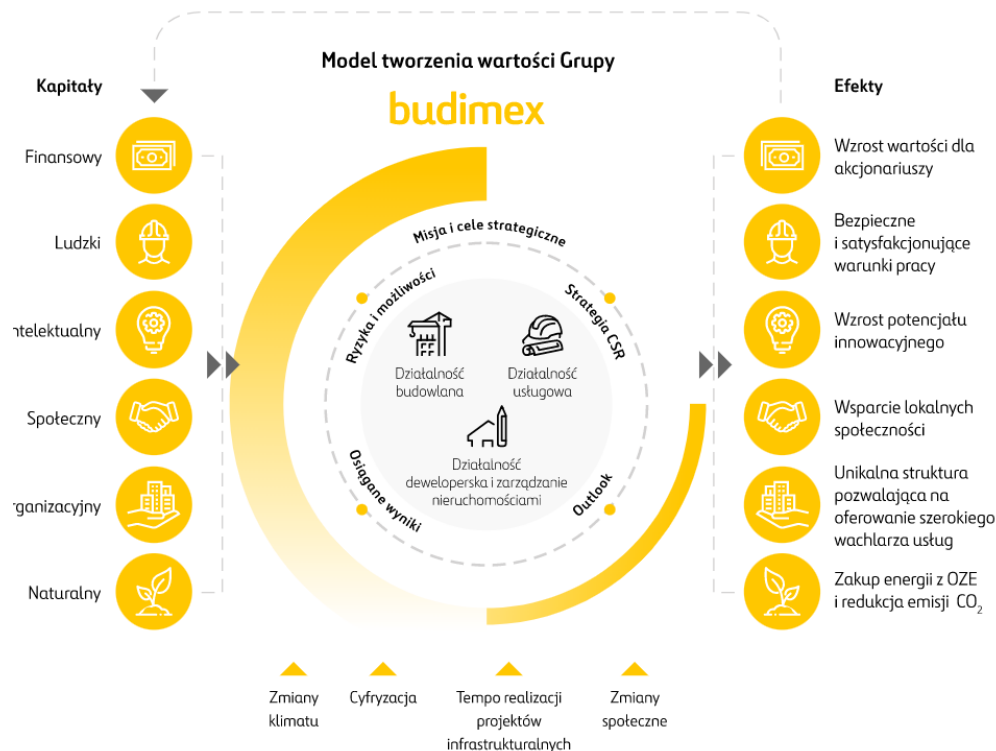 Model tworzenia wartości Grupy
budimex
Kapitały
Finansowy
Ludzki
ntelektualny
Społeczny
rganizacyjny
Naturalny
Misja i cele strategiczne
Ryzyka i możliwości
Strategia CSR
Osiągane wyniki
Outlook
Działalność
budowlana
Działalność
usługowa
Działalność
deweloperska i zarządzanie
nieruchomościami
Efekty
Wzrost wartości dla
akcjonariuszy
Bezpieczne
i satysfakcjonujące
warunki pracy
Wzrost potencjału
innowacyjnego
Wsparcie lokalnych
społeczności
Unikalna struktura
pozwalająca na
oferowanie szerokiego
wachlarza usług
Zakup energii z OZE
i redukcja emisji CO₂
Zmiany
klimatu
Cyfryzacja
Tempo realizacji
projektów
infrastrukturalnych
Zmiany
społeczne